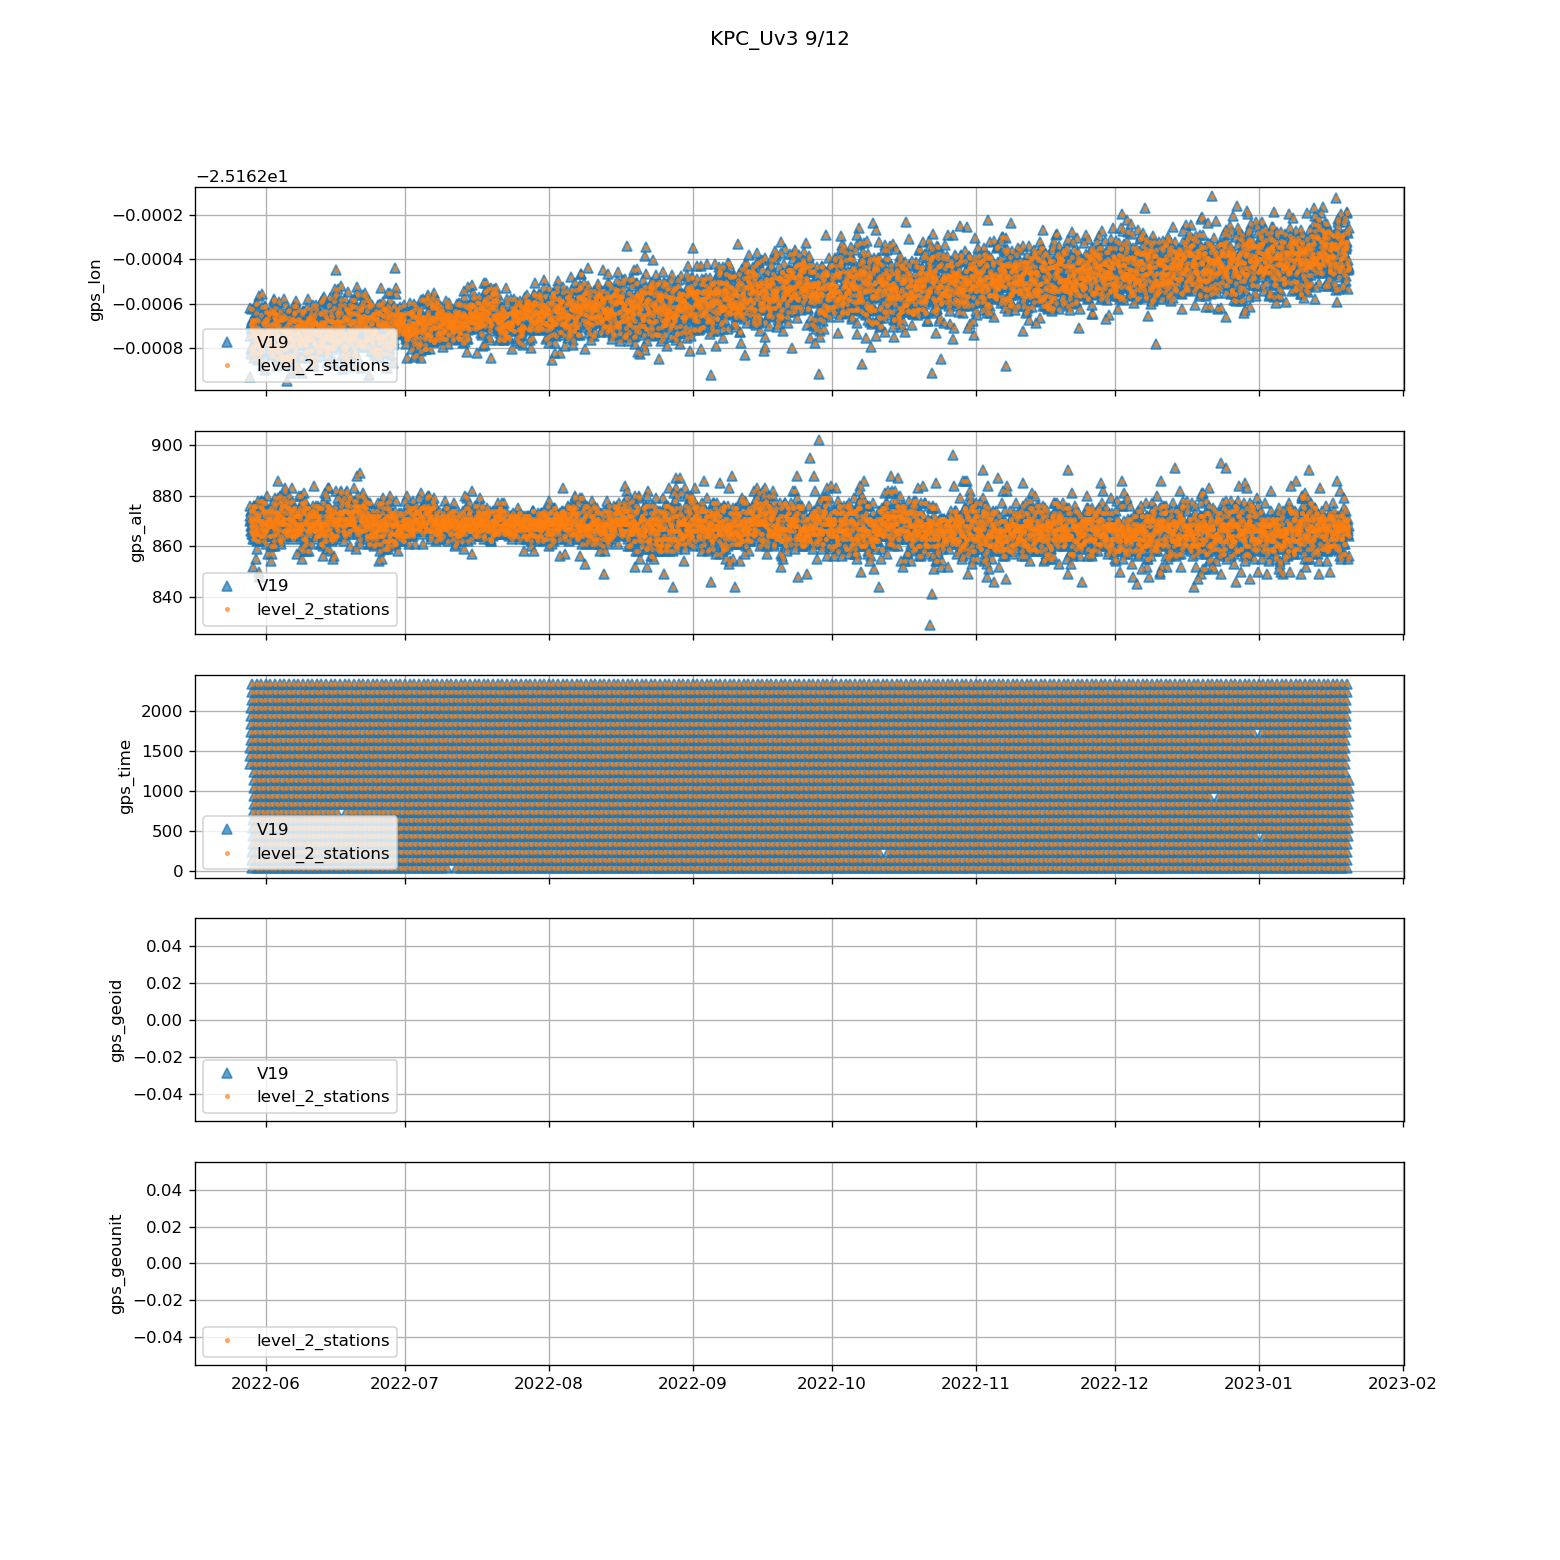 KPC_Uv3 9/12
−2.5162e1
−0.0002
−0.0004
−0.0006
−0.0008
gps_lon
V19
level_2_stations
900
880
860
840
gps_alt
V19
level_2_stations
2000
1500
1000
500
0
gps_time
V19
level_2_stations
0.04
0.02
0.00
−0.02
−0.04
gps_geoid
V19
level_2_stations
0.04
0.02
0.00
−0.02
−0.04
gps_geounit
level_2_stations
2022-06 2022-07 2022-08 2022-09 2022-10 2022-11 2022-12 2023-01 2023-02